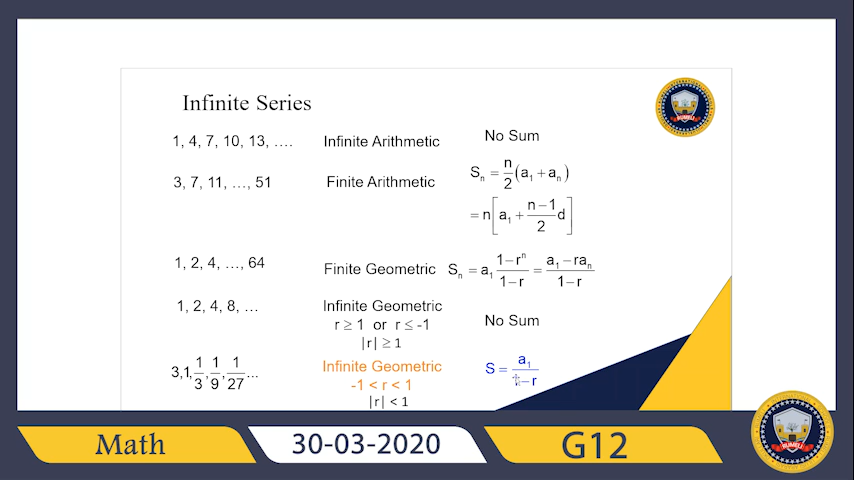 Infinite Series
1, 4, 7, 10, 13, …. Infinite Arithmetic No Sum
3, 7, 11, …, 51 Finite Arithmetic Sₙ = n/2 (a₁ + aₙ)
= n[a₁ + (n−1)/2 d]
1, 2, 4, …, 64 Finite Geometric Sₙ = a₁ (1−rⁿ)/(1−r) = (a₁−raₙ)/(1−r)
1, 2, 4, 8, … Infinite Geometric
r ≥ 1 or r ≤ -1 No Sum
|r| ≥ 1
3,1,1/3,1/9,1/27... Infinite Geometric S = a₁/(1−r)
-1 < r < 1
|r| < 1
Math 30-03-2020 G12